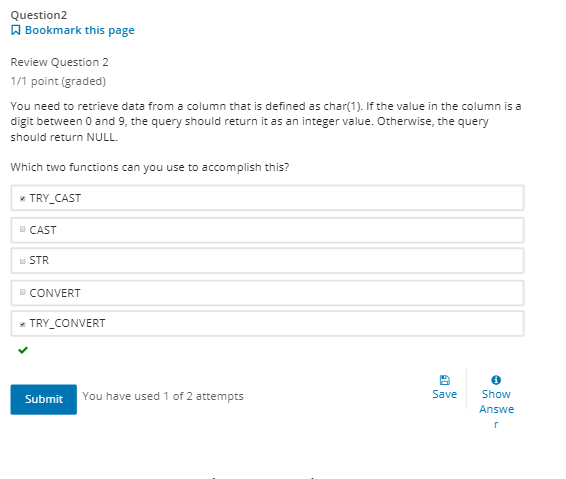 Question2
Bookmark this page
Review Question 2
1/1 point (graded)
You need to retrieve data from a column that is defined as char(1). If the value in the column is a
digit between 0 and 9, the query should return it as an integer value. Otherwise, the query
should return NULL.
Which two functions can you use to accomplish this?
TRY_CAST
CAST
STR
CONVERT
TRY_CONVERT
Submit
You have used 1 of 2 attempts
Save
Show
Answe
r